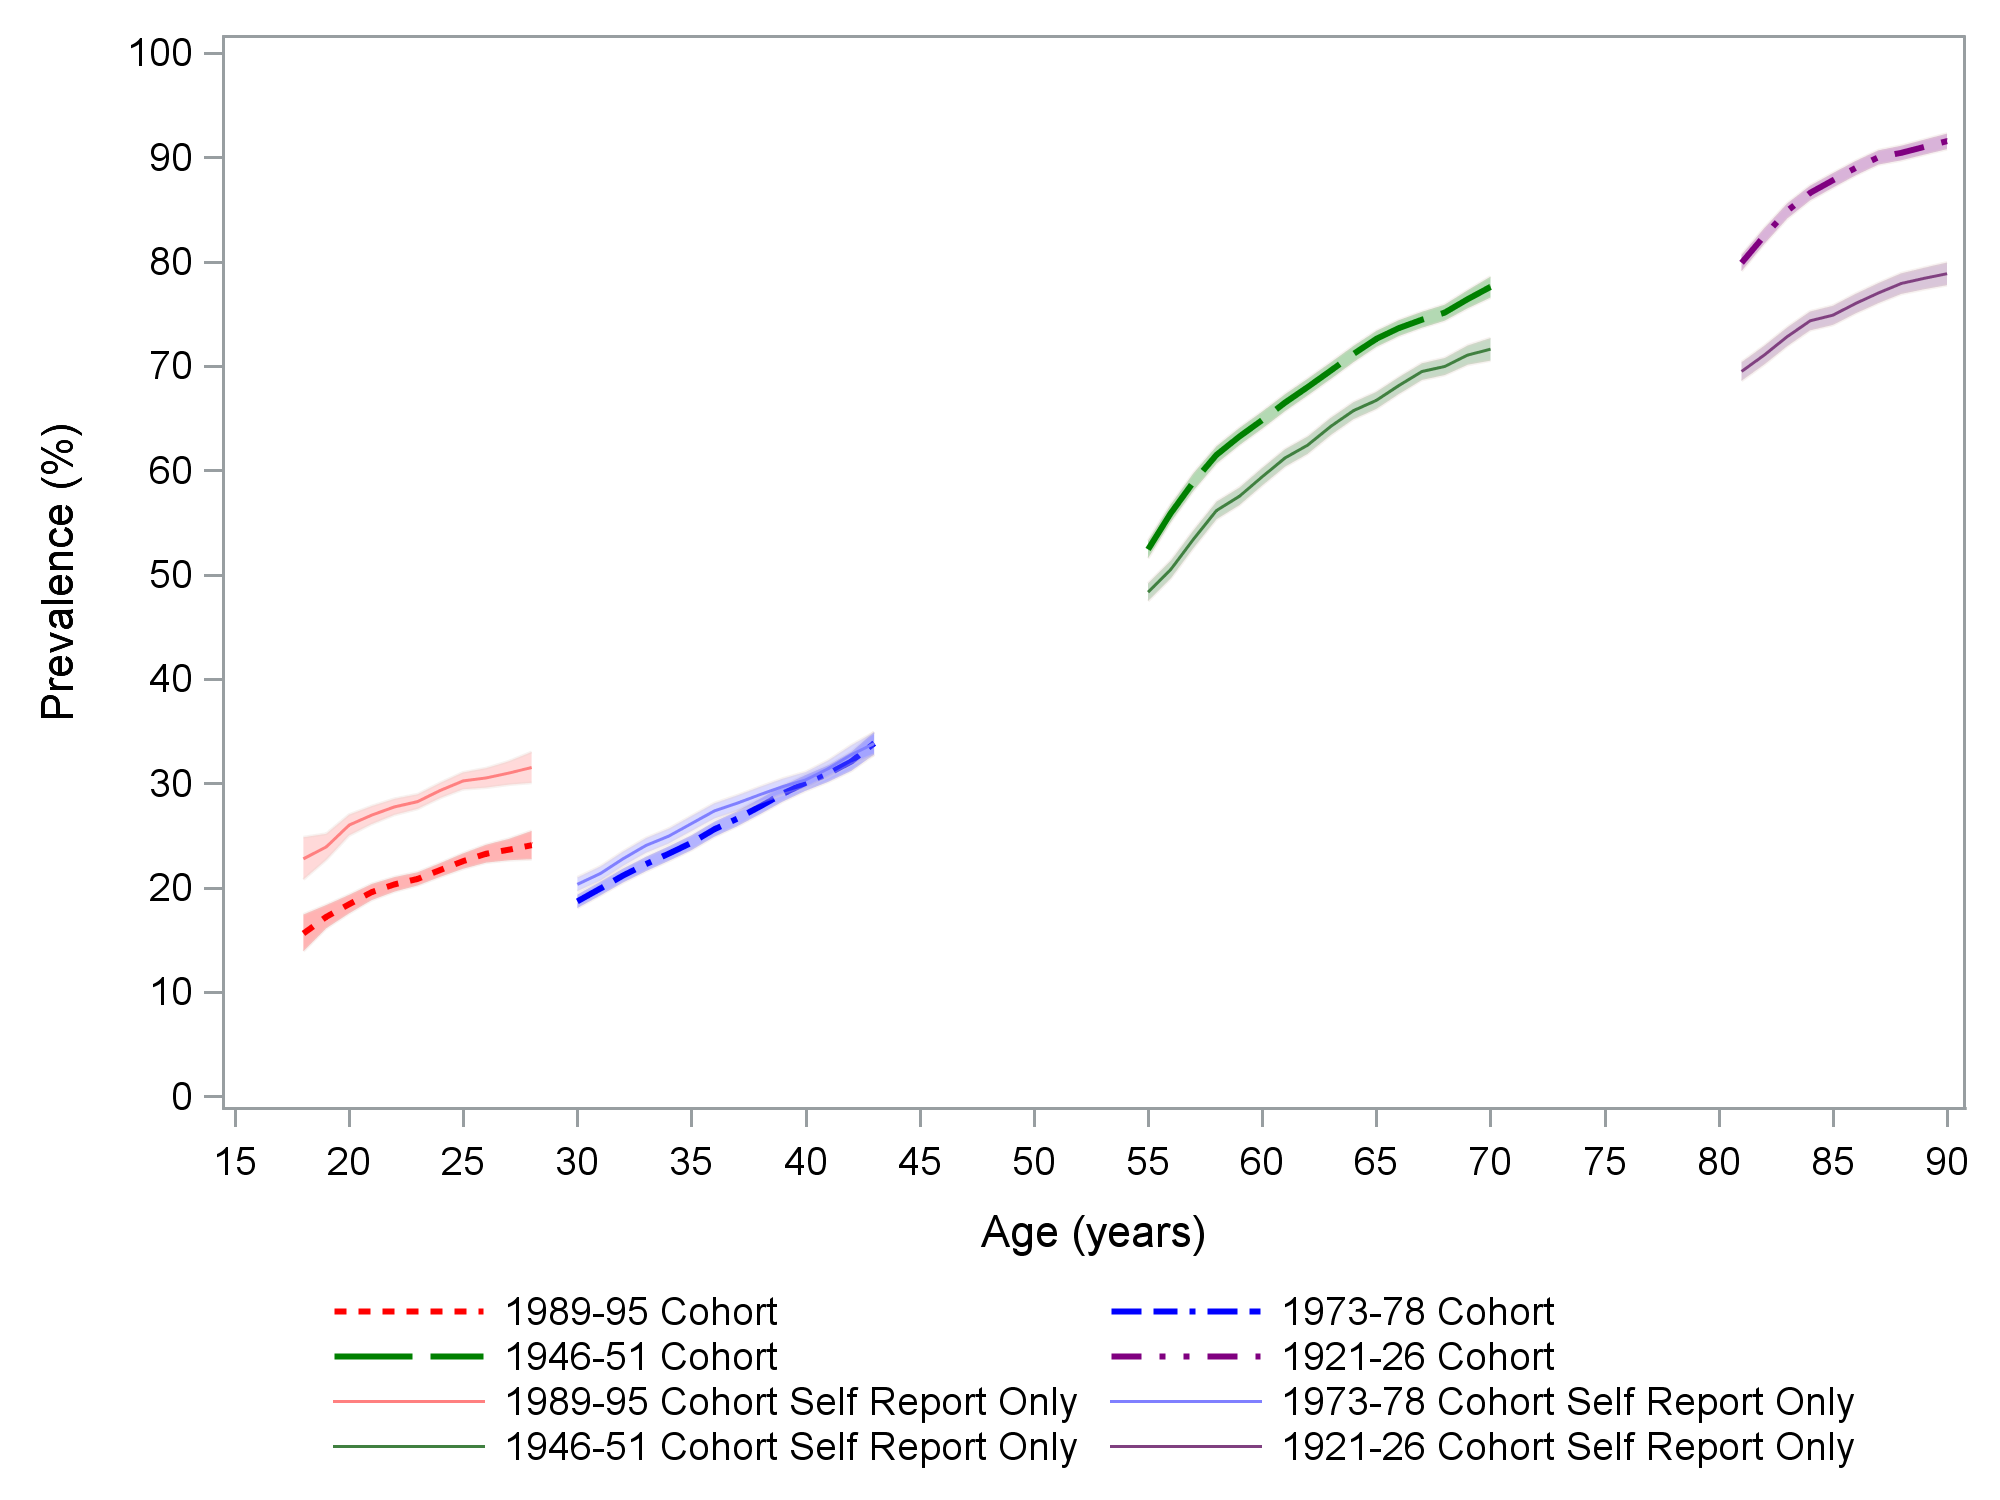 100
90
80
70
60
50
40
30
20
10
0
Prevalence (%)
15 20 25 30 35 40 45 50 55 60 65 70 75 80 85 90
Age (years)
1989-95 Cohort 1973-78 Cohort
1946-51 Cohort 1921-26 Cohort
1989-95 Cohort Self Report Only 1973-78 Cohort Self Report Only
1946-51 Cohort Self Report Only 1921-26 Cohort Self Report Only